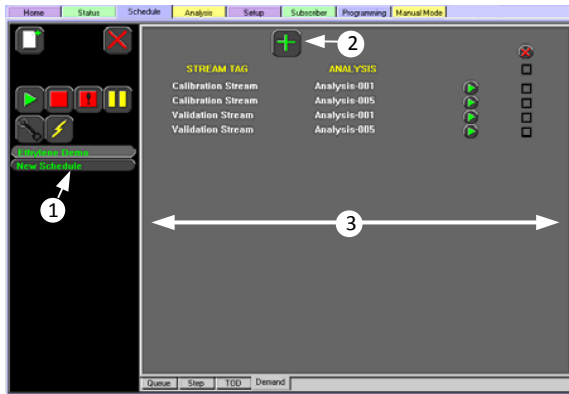 Home Status Schedule Analysis Setup Subscriber Programming Manual Mode
2
STREAM TAG ANALYSIS
Calibration Stream Analysis-001
Calibration Stream Analysis-005
Validation Stream Analysis-001
Validation Stream Analysis-005
Ethylene Demo
New Schedule
1
3
Queue Step TOD Demand